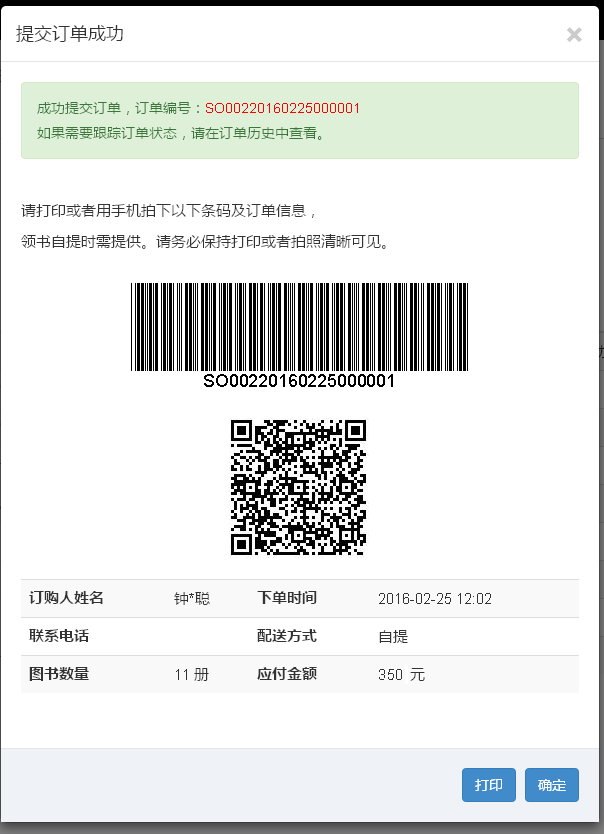 提交订单成功
×
成功提交订单，订单编号：SO00220160225000001
如果需要跟踪订单状态，请在订单历史中查看。
请打印或者用手机拍下以下条码及订单信息，
领书自提时需提供。请务必保持打印或者拍照清晰可见。
SO00220160225000001
订购人姓名 钟*聪 下单时间 2016-02-25 12:02
联系电话 配送方式 自提
图书数量 11 册 应付金额 350 元
打印 确定